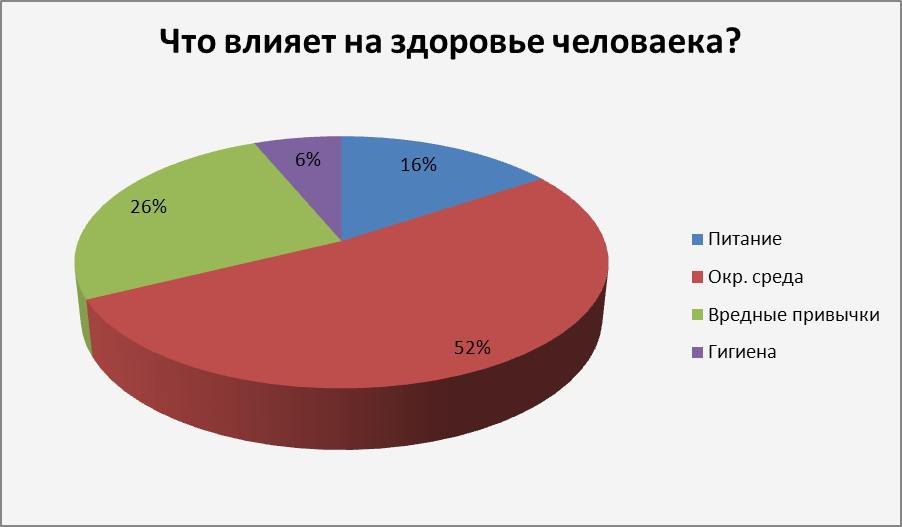 Что влияет на здоровье человаека?
6%
16%
26%
52%
Питание
Окр. среда
Вредные привычки
Гигиена